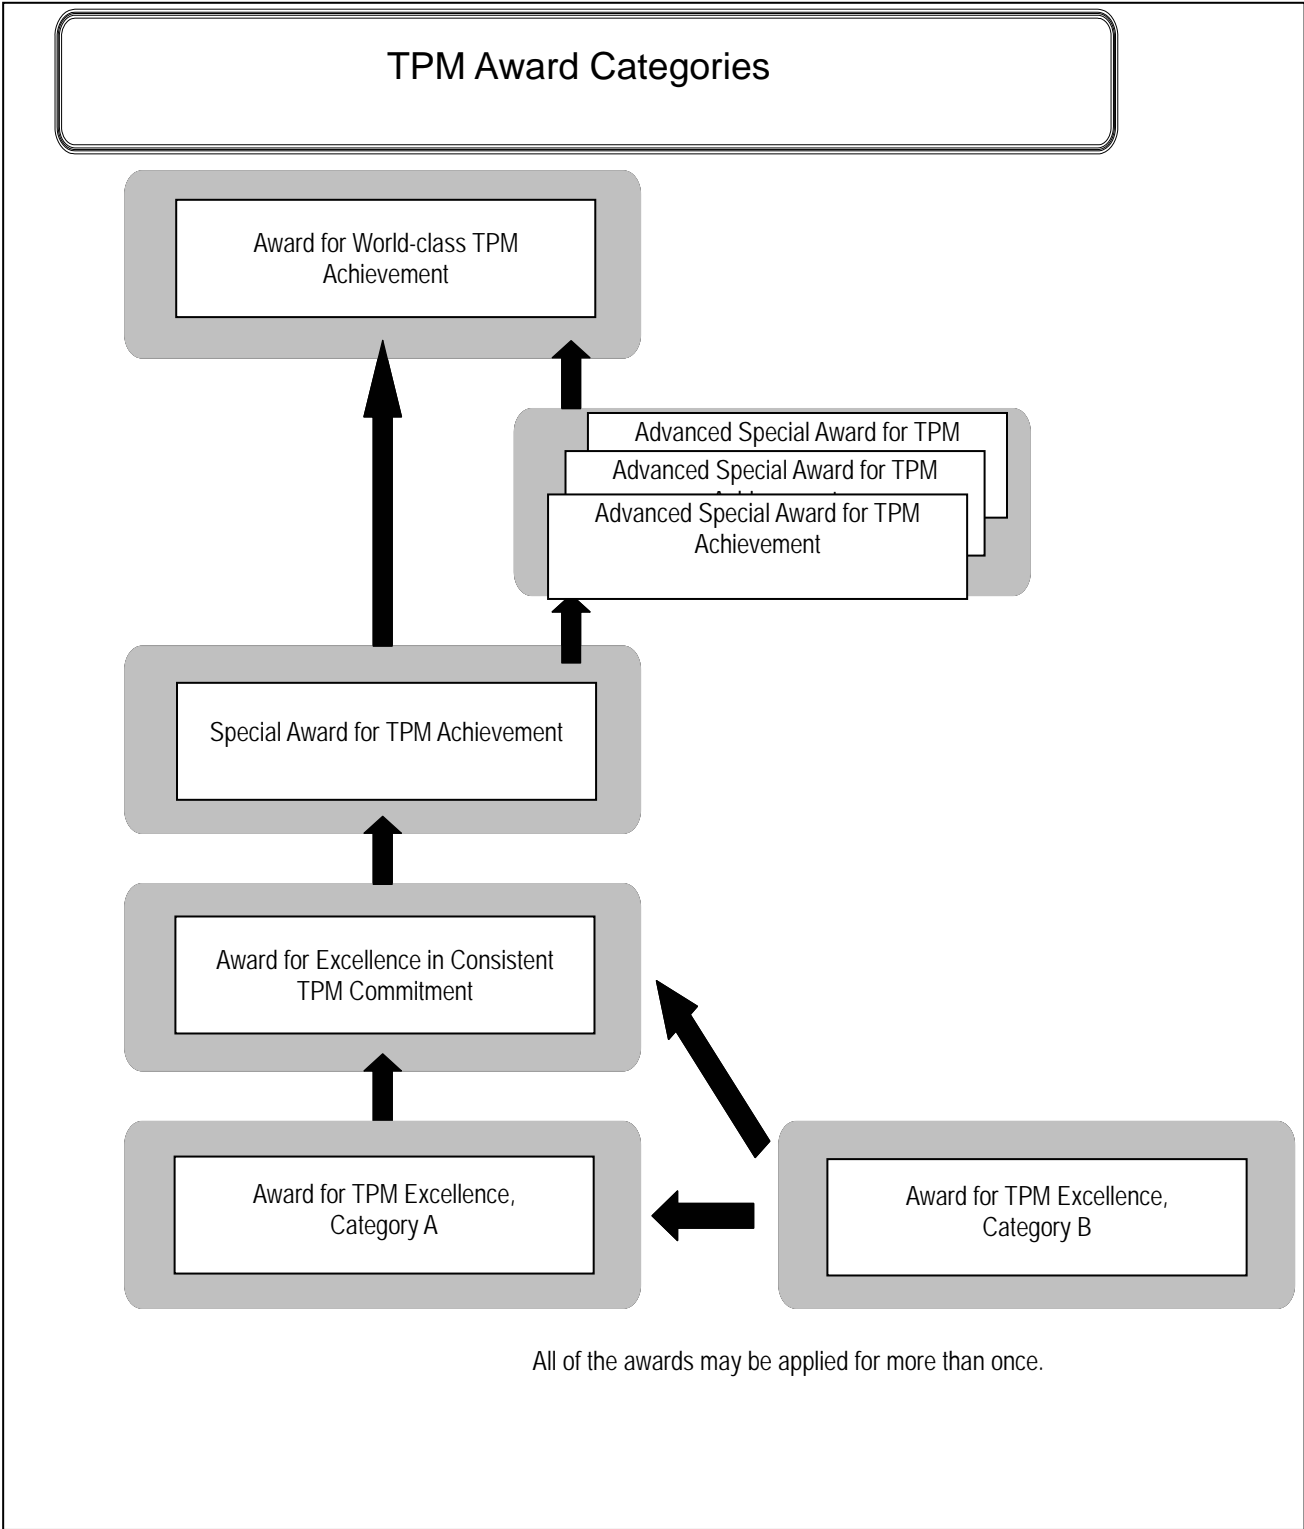 TPM Award Categories
Award for World-class TPM
Achievement
Advanced Special Award for TPM
Advanced Special Award for TPM
Advanced Special Award for TPM
Achievement
Special Award for TPM Achievement
Award for Excellence in Consistent
TPM Commitment
Award for TPM Excellence,
Category A
Award for TPM Excellence,
Category B
All of the awards may be applied for more than once.